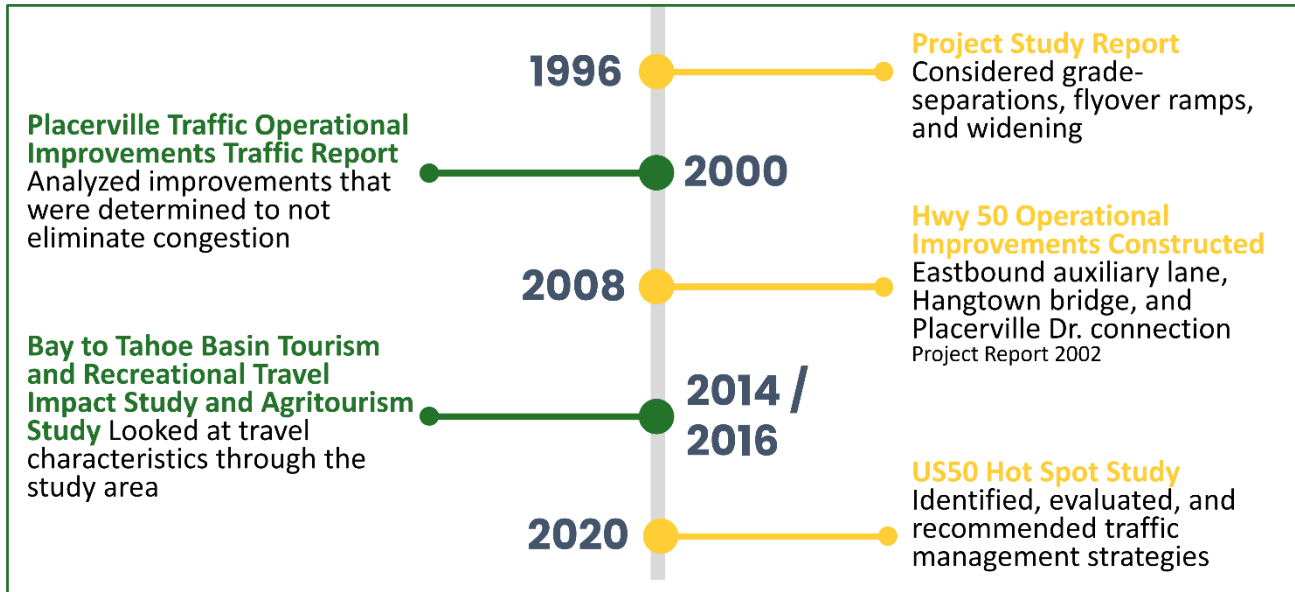 1996
Project Study Report
Considered grade-
separations, flyover ramps,
and widening
Placerville Traffic Operational
Improvements Traffic Report
Analyzed improvements that
were determined to not
eliminate congestion
2000
2008
Hwy 50 Operational
Improvements Constructed
Eastbound auxiliary lane,
Hangtown bridge, and
Placerville Dr. connection
Project Report 2002
Bay to Tahoe Basin Tourism
and Recreational Travel
Impact Study and Agritourism
Study Looked at travel
characteristics through the
study area
2014 /
2016
2020
US50 Hot Spot Study
Identified, evaluated, and
recommended traffic
management strategies